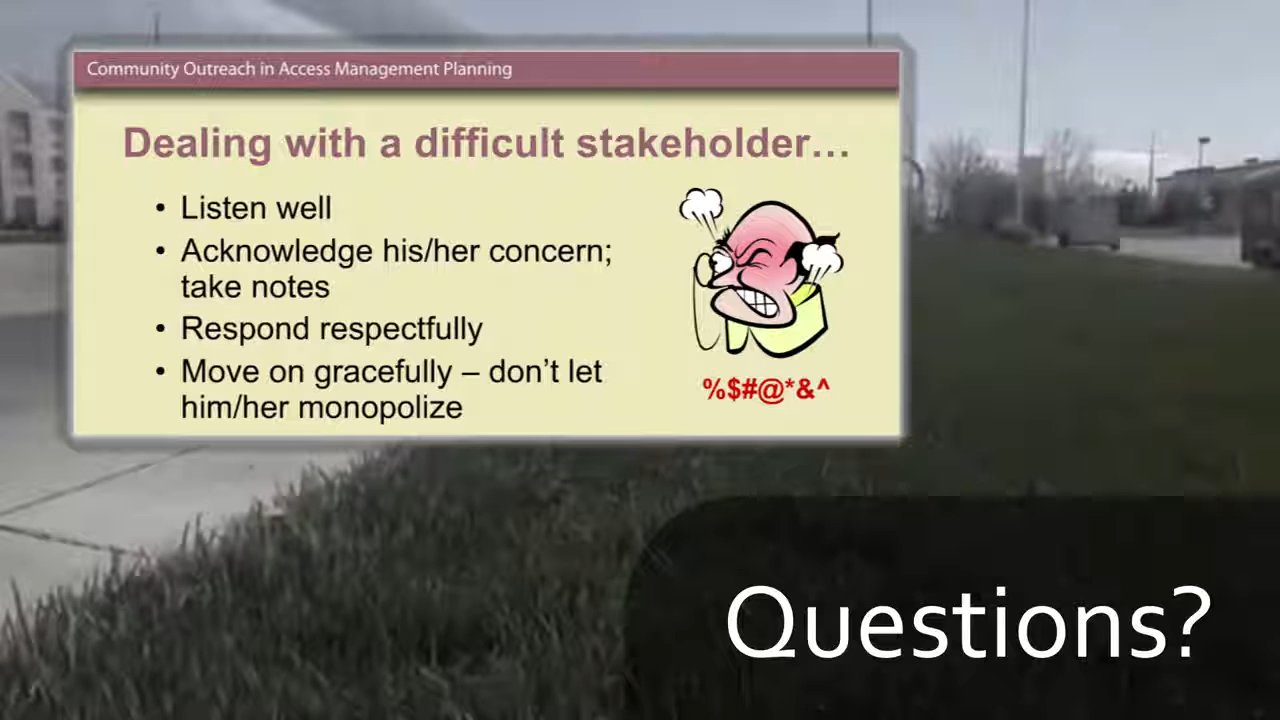 Community Outreach in Access Management Planning
Dealing with a difficult stakeholder…
• Listen well
• Acknowledge his/her concern;
take notes
• Respond respectfully
• Move on gracefully – don’t let
him/her monopolize
%$#@*&^
Questions?